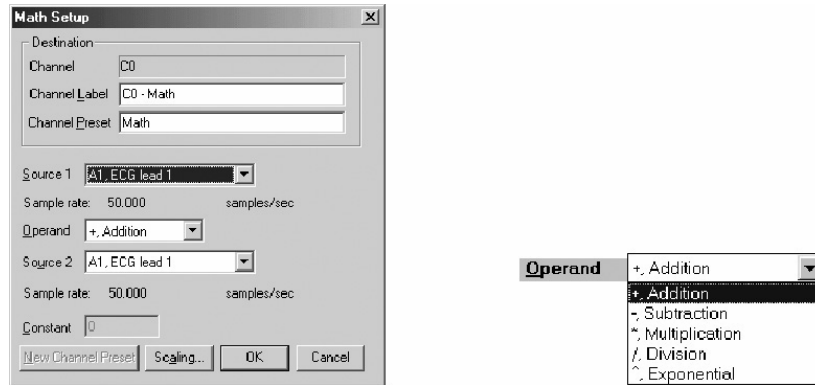 Math Setup
Destination
Channel C0
Channel Label C0 - Math
Channel Preset Math
Source 1 A1, ECG lead 1
Sample rate: 50.000 samples/sec
Operand +, Addition
Source 2 A1, ECG lead 1
Sample rate: 50.000 samples/sec
Constant 0
New Channel Preset Scaling... OK Cancel
Operand +, Addition
+, Addition
-, Subtraction
*, Multiplication
/, Division
^, Exponential